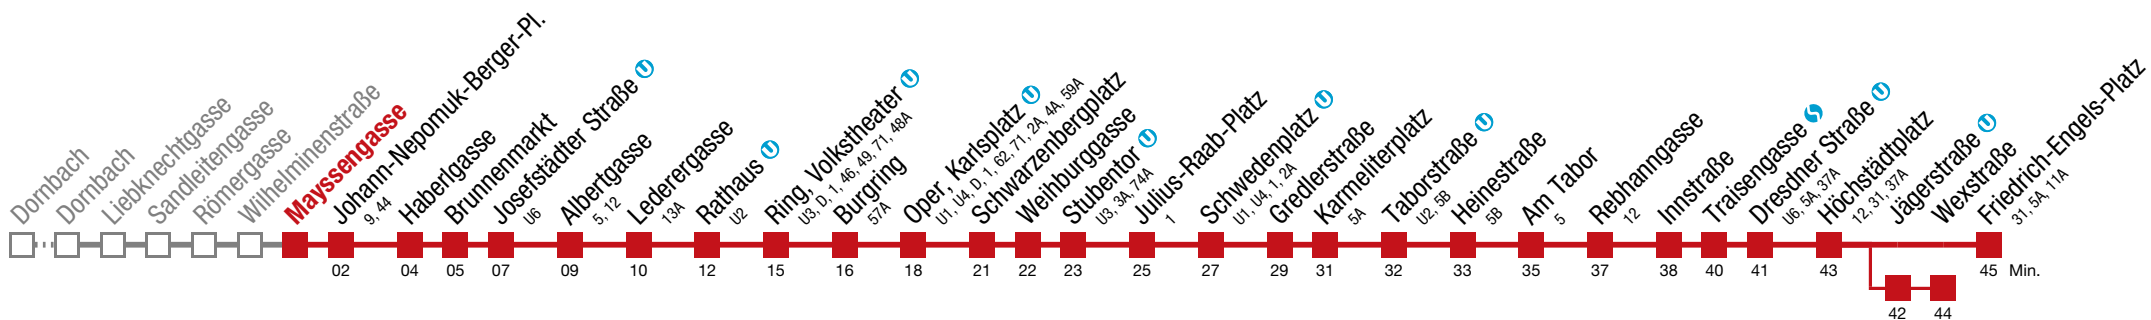 Dornbach
Dornbach
Liebknechtgasse
Sandleitengasse
Römergasse
Wilhelminenstraße
Mayssengasse
Johann-Nepomuk-Berger-Pl.
9, 44
Haberlgasse
Brunnenmarkt
Josefstädter Straße
U6
Albertgasse
5, 12
Lederergasse
13A
Rathaus
U2
Ring, Volkstheater
U3, D, 1, 46, 49, 71, 48A
Burgring
57A
Oper, Karlsplatz
U1, U4, D, 1, 62, 71, 2A, 4A, 59A
Schwarzenbergplatz
Weihburggasse
Stubentor
U3, 3A, 74A
Julius-Raab-Platz
1
Schwedenplatz
U1, U4, 1, 2A
Gredlerstraße
Karmeliterplatz
5A
Taborstraße
U2, 5B
Heinestraße
5B
Am Tabor
5
Rebhanngasse
12
Innstraße
Traisengasse
Dresdner Straße
U6, 5A, 37A
Höchstädtplatz
12, 31, 37A
Jägerstraße
Wexstraße
Friedrich-Engels-Platz
31, 5A, 11A
02 04 05 07 09 10 12 15 16 18 21 22 23 25 27 29 31 32 33 35 37 38 40 41 43 45 Min.
42 44